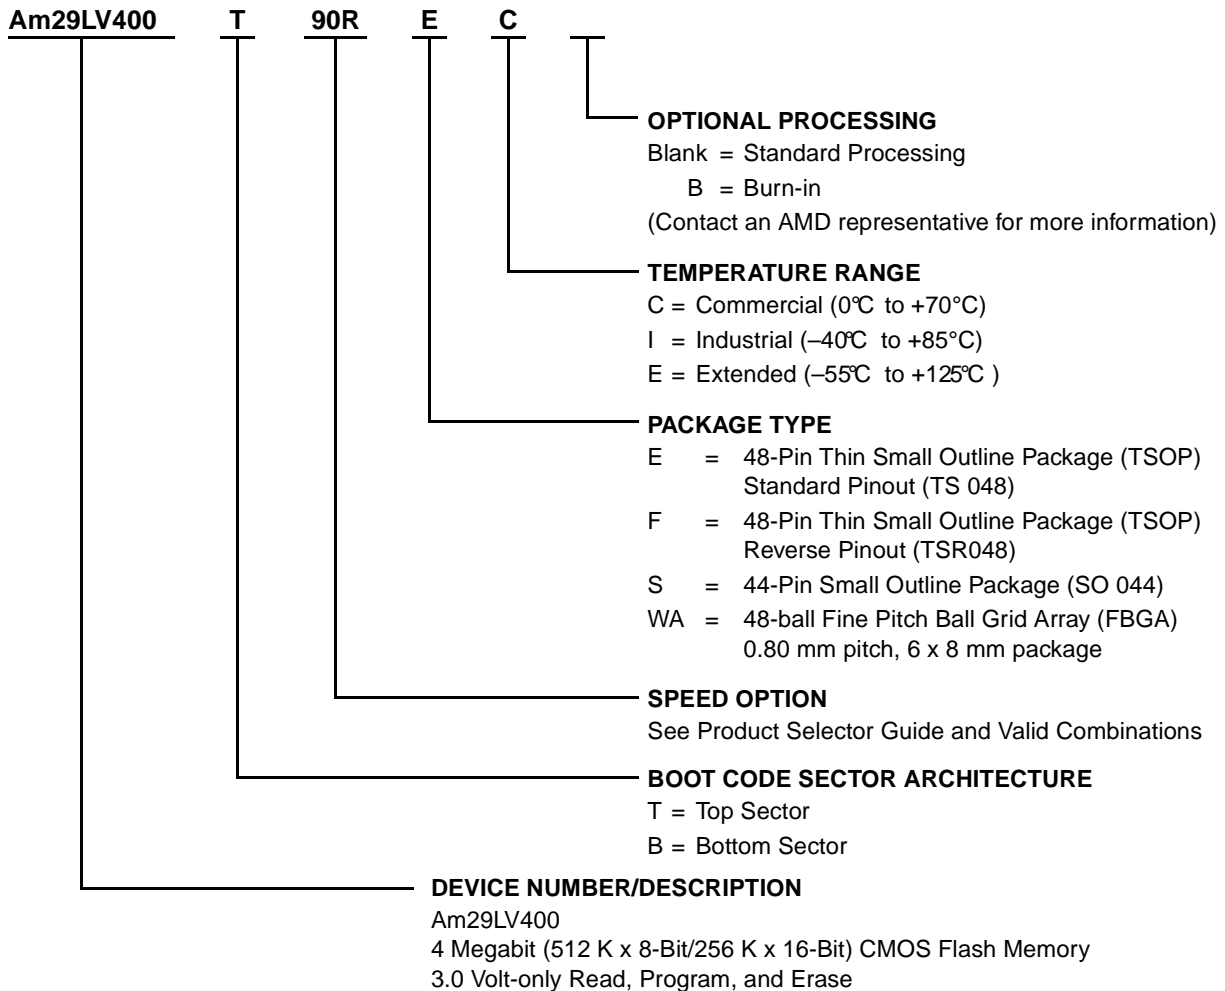 Am29LV400 T 90R E C
OPTIONAL PROCESSING
Blank = Standard Processing
B = Burn-in
(Contact an AMD representative for more information)
TEMPERATURE RANGE
C = Commercial (0°C to +70°C)
I = Industrial (–40°C to +85°C)
E = Extended (–55°C to +125°C )
PACKAGE TYPE
E = 48-Pin Thin Small Outline Package (TSOP)
Standard Pinout (TS 048)
F = 48-Pin Thin Small Outline Package (TSOP)
Reverse Pinout (TSR048)
S = 44-Pin Small Outline Package (SO 044)
WA = 48-ball Fine Pitch Ball Grid Array (FBGA)
0.80 mm pitch, 6 x 8 mm package
SPEED OPTION
See Product Selector Guide and Valid Combinations
BOOT CODE SECTOR ARCHITECTURE
T = Top Sector
B = Bottom Sector
DEVICE NUMBER/DESCRIPTION
Am29LV400
4 Megabit (512 K x 8-Bit/256 K x 16-Bit) CMOS Flash Memory
3.0 Volt-only Read, Program, and Erase